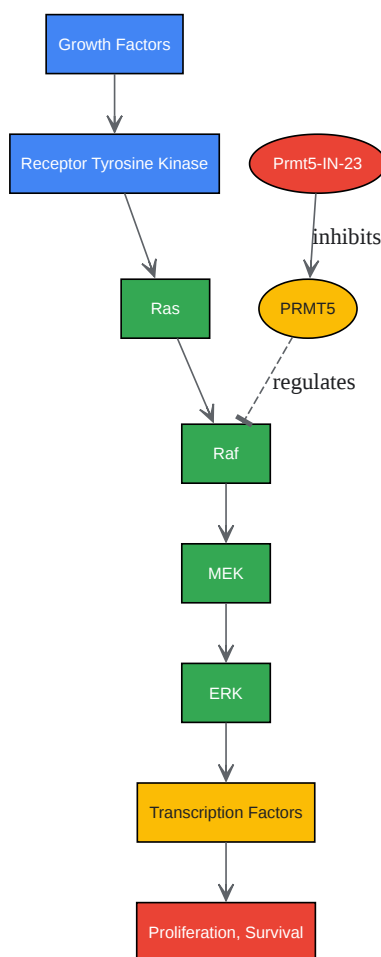 Growth Factors
Receptor Tyrosine Kinase
Prmt5-IN-23
inhibits
Ras
PRMT5
regulates
Raf
MEK
ERK
Transcription Factors
Proliferation, Survival